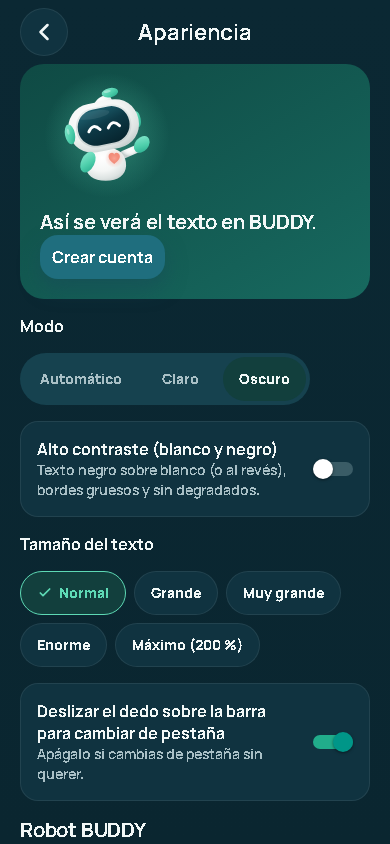 Apariencia
Así se verá el texto en BUDDY.
Crear cuenta
Modo
Automático
Claro
Oscuro
Alto contraste (blanco y negro)
Texto negro sobre blanco (o al revés),
bordes gruesos y sin degradados.
Tamaño del texto
Normal
Grande
Muy grande
Enorme
Máximo (200 %)
Deslizar el dedo sobre la barra
para cambiar de pestaña
Apágalo si cambias de pestaña sin
querer.
Robot BUDDY